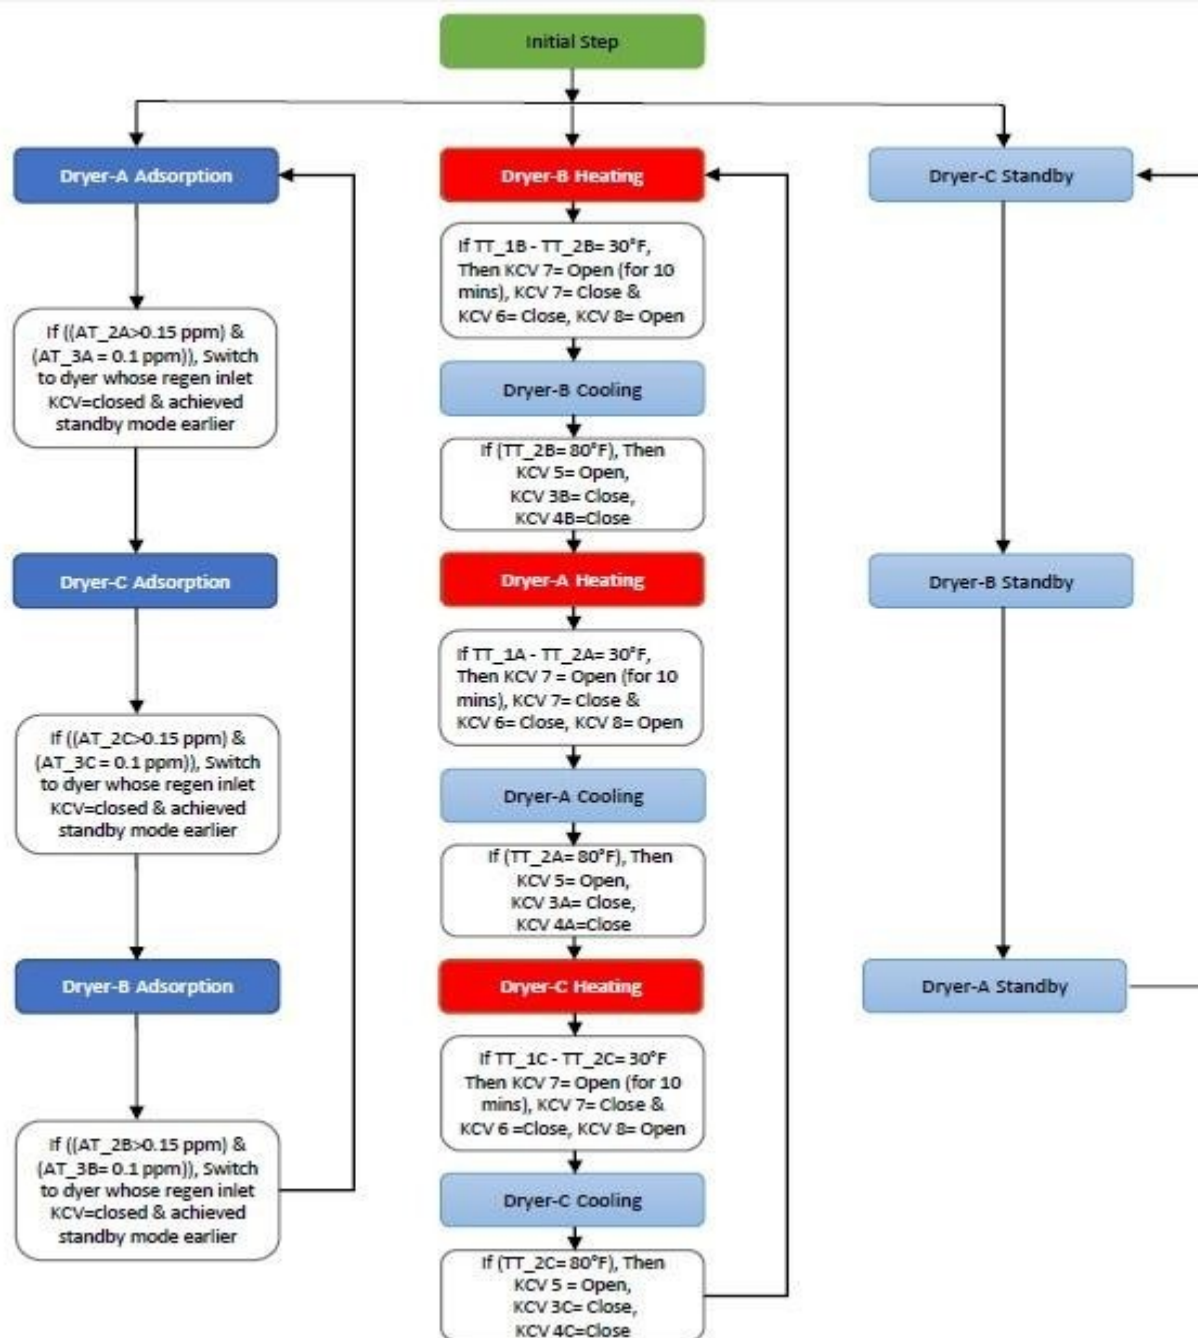 Initial Step
Dryer-A Adsorption
If ((AT_2A>0.15 ppm) &
(AT_3A = 0.1 ppm)), Switch
to dyer whose regen inlet
KCV=closed & achieved
standby mode earlier
Dryer-C Adsorption
If ((AT_2C>0.15 ppm) &
(AT_3C = 0.1 ppm)), Switch
to dyer whose regen inlet
KCV=closed & achieved
standby mode earlier
Dryer-B Adsorption
If ((AT_2B>0.15 ppm) &
(AT_3B= 0.1 ppm)), Switch
to dyer whose regen inlet
KCV=closed & achieved
standby mode earlier
Dryer-B Heating
If TT_1B - TT_2B= 30°F,
Then KCV 7= Open (for 10
mins), KCV 7= Close &
KCV 6= Close, KCV 8= Open
Dryer-B Cooling
If (TT_2B= 80°F), Then
KCV 5= Open,
KCV 3B= Close,
KCV 4B=Close
Dryer-A Heating
If TT_1A - TT_2A= 30°F,
Then KCV 7 = Open (for 10
mins), KCV 7= Close &
KCV 6= Close, KCV 8= Open
Dryer-A Cooling
If (TT_2A= 80°F), Then
KCV 5= Open,
KCV 3A= Close,
KCV 4A=Close
Dryer-C Heating
If TT_1C - TT_2C= 30°F
Then KCV 7= Open (for 10
mins), KCV 7= Close &
KCV 6 =Close, KCV 8= Open
Dryer-C Cooling
If (TT_2C= 80°F), Then
KCV 5 = Open,
KCV 3C= Close,
KCV 4C=Close
Dryer-C Standby
Dryer-B Standby
Dryer-A Standby